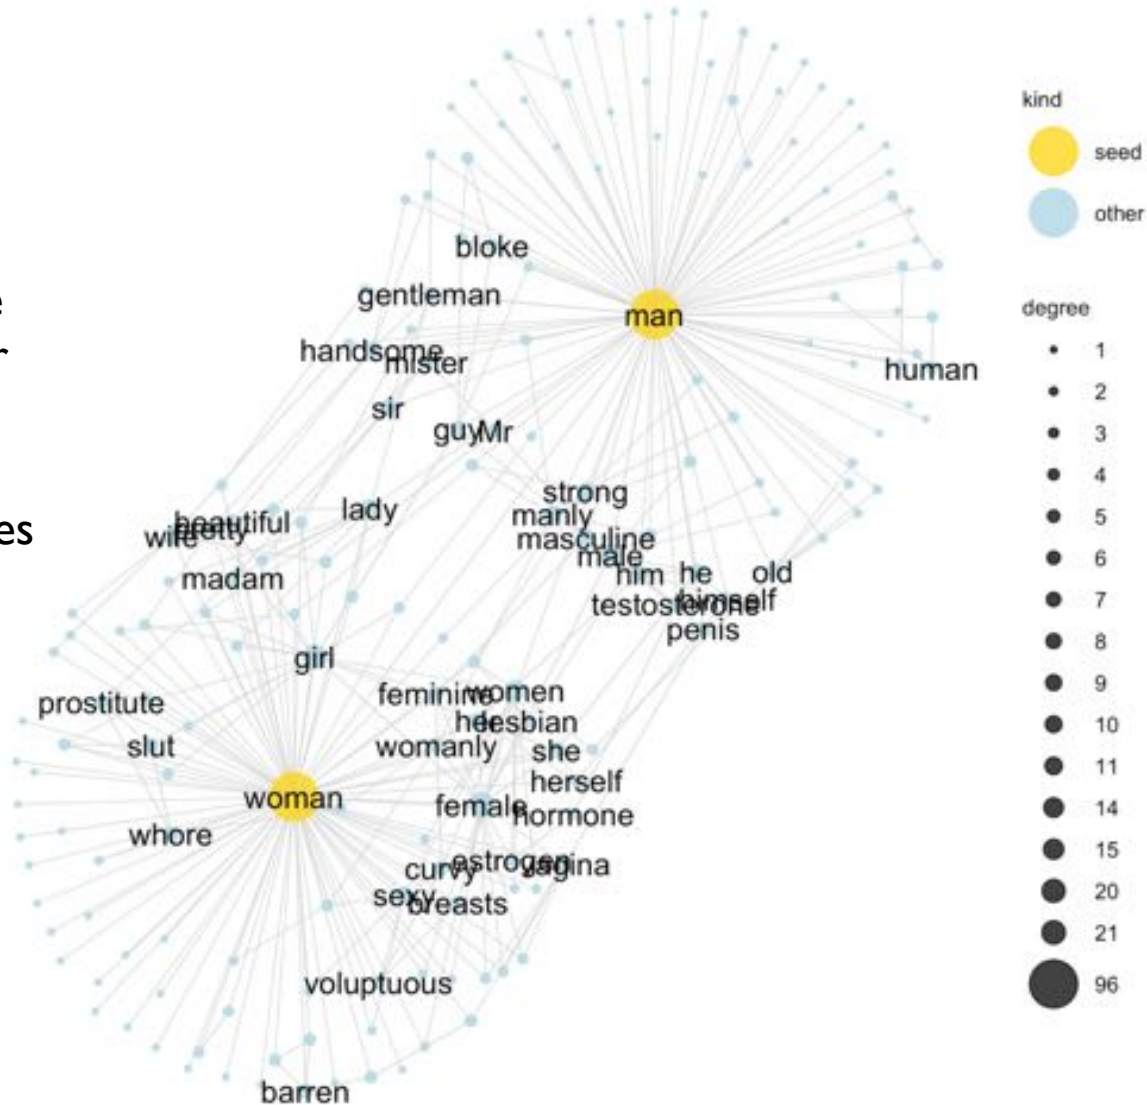 e
r
es
bloke
gentleman
man
handsome
mister
human
sir
guy
Mr
strong
lady
manly
beautiful
pretty
wife
masculine
male
madam
him
he
old
testosterone
himself
penis
girl
feminine
women
prostitute
her
lesbian
slut
womanly
she
herself
woman
female
hormone
whore
estrogen
vagina
curvy
sexy
breasts
voluptuous
barren
kind
seed
other
degree
1
2
3
4
5
6
7
8
9
10
11
14
15
20
21
96